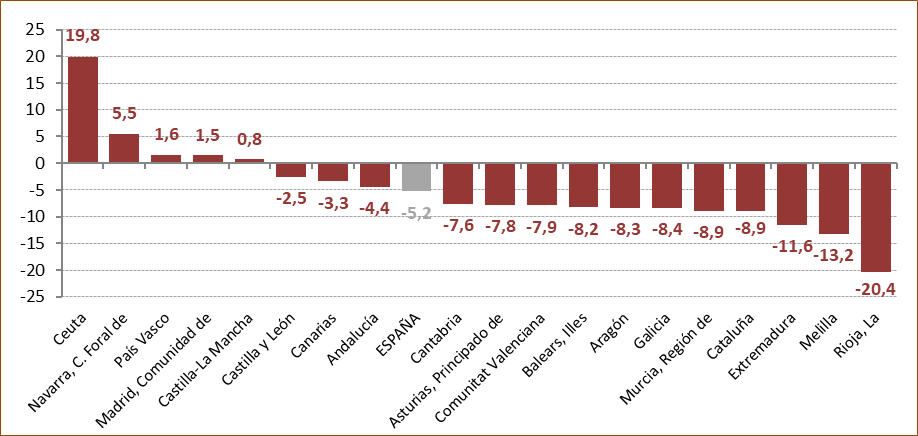 25
20
15
10
5
0
-5
-10
-15
-20
-25
19,8
5,5
1,6
1,5
0,8
-2,5
-3,3
-4,4
-5,2
-7,6
-7,8
-7,9
-8,2
-8,3
-8,4
-8,9
-8,9
-11,6
-13,2
-20,4
Ceuta
Navarra, C. Foral de
País Vasco
Madrid, Comunidad de
Castilla-La Mancha
Castilla y León
Canarias
Andalucía
ESPAÑA
Cantabria
Asturias, Principado de
Comunitat Valenciana
Balears, Illes
Aragón
Galicia
Murcia, Región de
Cataluña
Extremadura
Melilla
Rioja, La